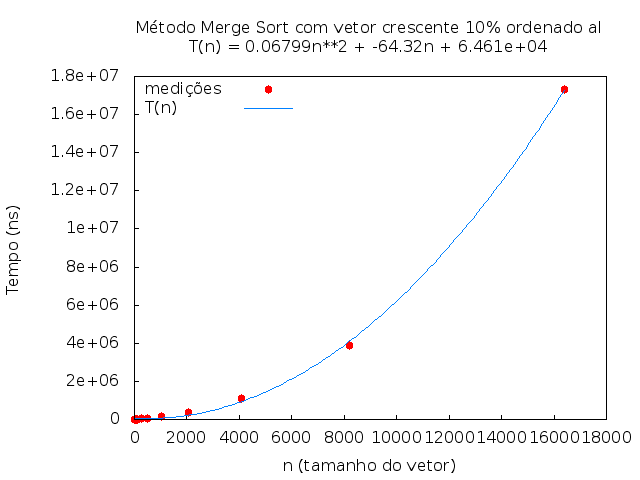 Método Merge Sort com vetor crescente 10% ordenado al
T(n) = 0.06799n**2 + -64.32n + 6.461e+04
1.8e+07
medições
T(n)
1.6e+07
1.4e+07
1.2e+07
1e+07
8e+06
6e+06
4e+06
2e+06
0
Tempo (ns)
0 2000 4000 6000 8000 10000 12000 14000 16000 18000
n (tamanho do vetor)